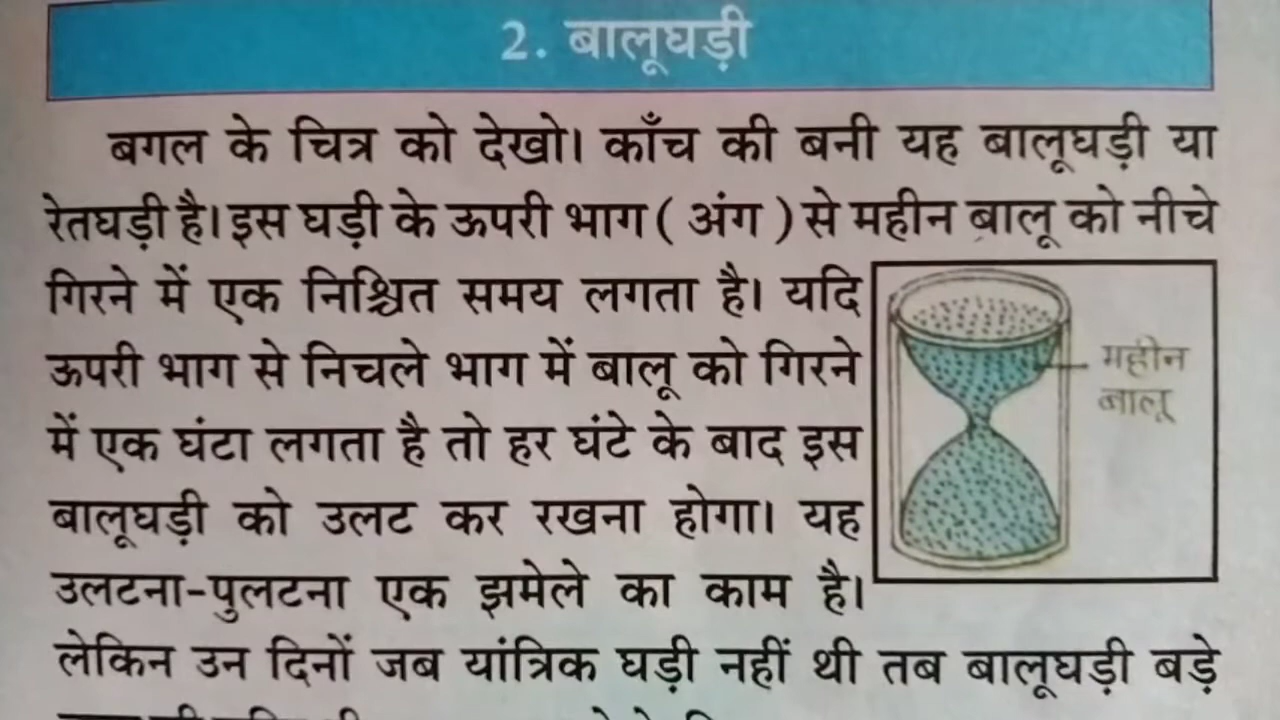 2. बालूघड़ी
बगल के चित्र को देखो। काँच की बनी यह बालूघड़ी या
रेतघड़ी है। इस घड़ी के ऊपरी भाग ( अंग ) से महीन बालू को नीचे
गिरने में एक निश्चित समय लगता है। यदि
ऊपरी भाग से निचले भाग में बालू को गिरने
में एक घंटा लगता है तो हर घंटे के बाद इस
बालूघड़ी को उलट कर रखना होगा। यह
उलटना-पुलटना एक झमेले का काम है।
लेकिन उन दिनों जब यांत्रिक घड़ी नहीं थी तब बालूघड़ी बड़े
महीन
बालू